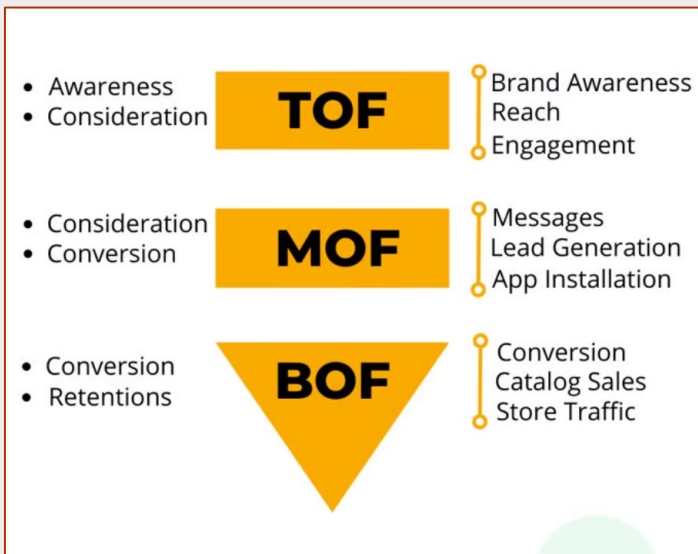 • Awareness
• Consideration
TOF
Brand Awareness
Reach
Engagement
• Consideration
• Conversion
MOF
Messages
Lead Generation
App Installation
• Conversion
• Retentions
BOF
Conversion
Catalog Sales
Store Traffic